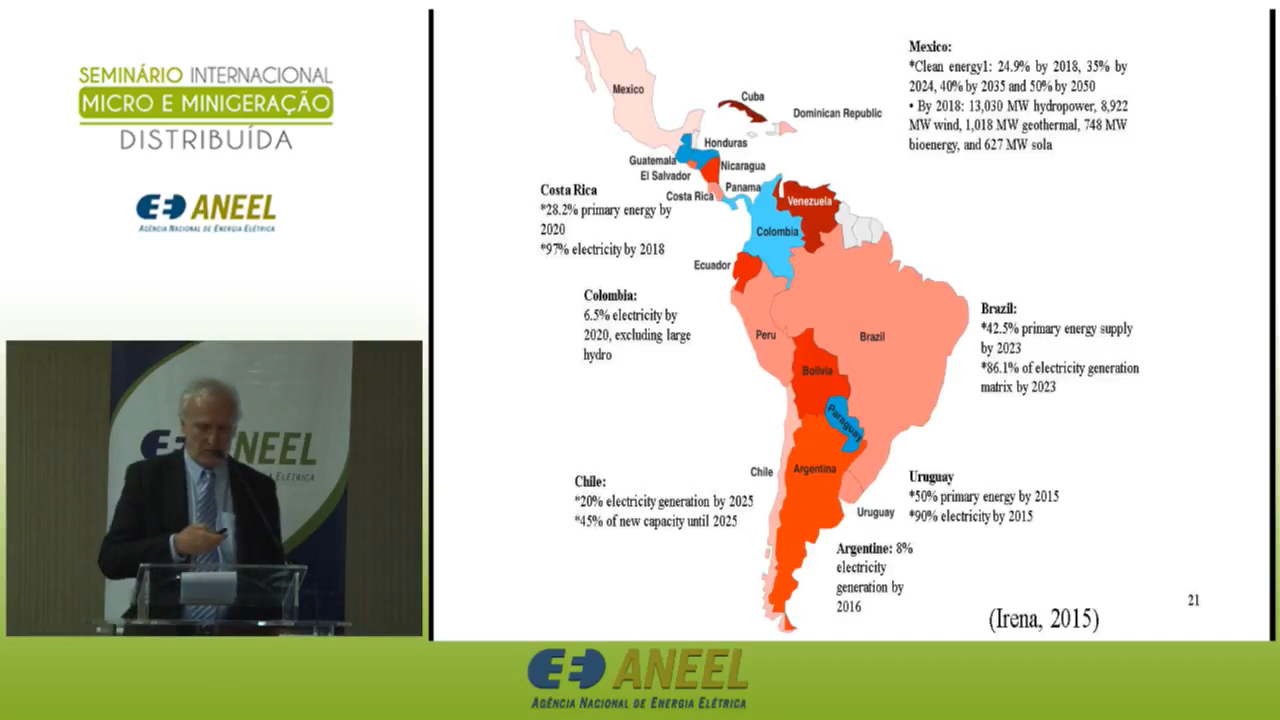 SEMINÁRIO INTERNACIONAL
MICRO E MINIGERAÇÃO
DISTRIBUÍDA
ANEEL
AGÊNCIA NACIONAL DE ENERGIA ELÉTRICA
Mexico
Cuba
Dominican Republic
Honduras
Guatemala
Nicaragua
El Salvador
Panama
Costa Rica
Venezuela
Colombia
Ecuador
Peru
Brazil
Bolivia
Paraguay
Chile
Argentina
Uruguay
Mexico:
*Clean energy1: 24.9% by 2018, 35% by
2024, 40% by 2035 and 50% by 2050
• By 2018: 13,030 MW hydropower, 8,922
MW wind, 1,018 MW geothermal, 748 MW
bioenergy, and 627 MW sola
Costa Rica
*28.2% primary energy by
2020
*97% electricity by 2018
Colombia:
6.5% electricity by
2020, excluding large
hydro
Brazil:
*42.5% primary energy supply
by 2023
*86.1% of electricity generation
matrix by 2023
Chile:
*20% electricity generation by 2025
*45% of new capacity until 2025
Uruguay
*50% primary energy by 2015
*90% electricity by 2015
Argentine: 8%
electricity
generation by
2016
21
(Irena, 2015)
NEEL
ELÉTRICA
ANEEL
AGÊNCIA NACIONAL DE ENERGIA ELÉTRICA